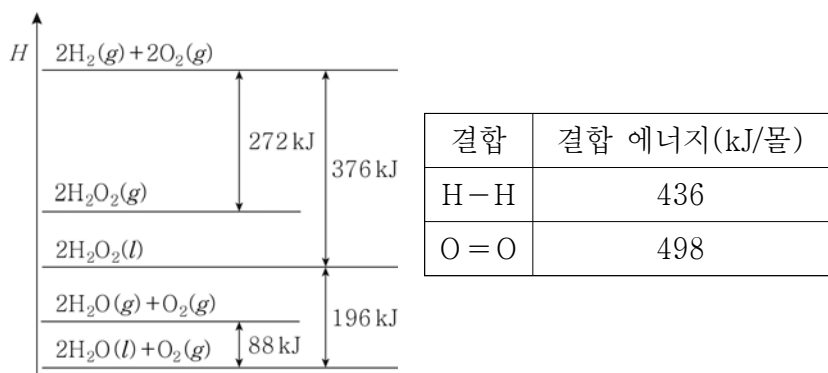 H
2H₂(g)+2O₂(g)
272 kJ
376 kJ
2H₂O₂(g)
2H₂O₂(l)
2H₂O(g)+O₂(g)
196 kJ
88 kJ
2H₂O(l)+O₂(g)
결합 결합 에너지(kJ/몰)
H-H 436
O=O 498